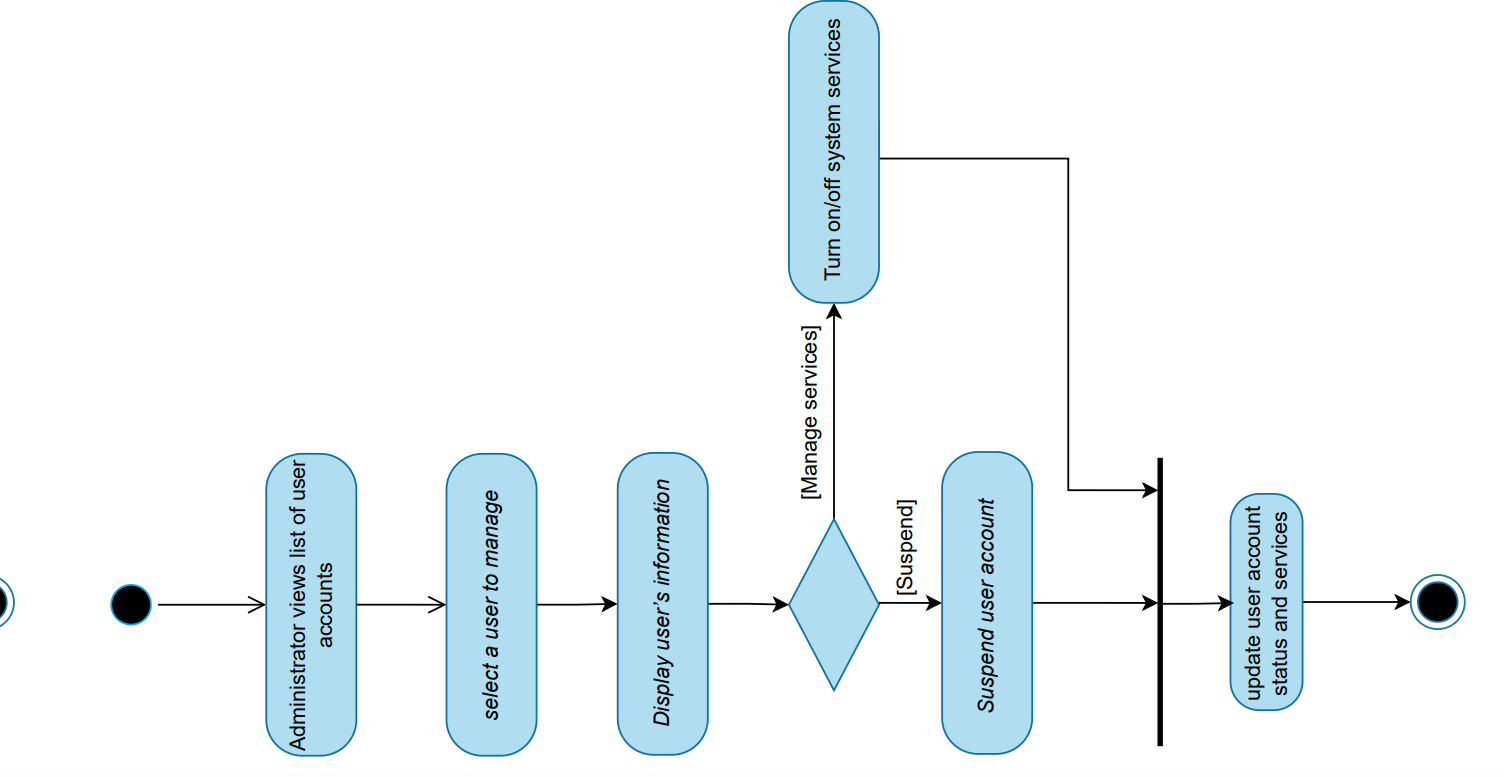 Administrator views list of user
accounts
select a user to manage
Display user's information
[Manage services]
Turn on/off system services
[Suspend]
Suspend user account
update user account
status and services